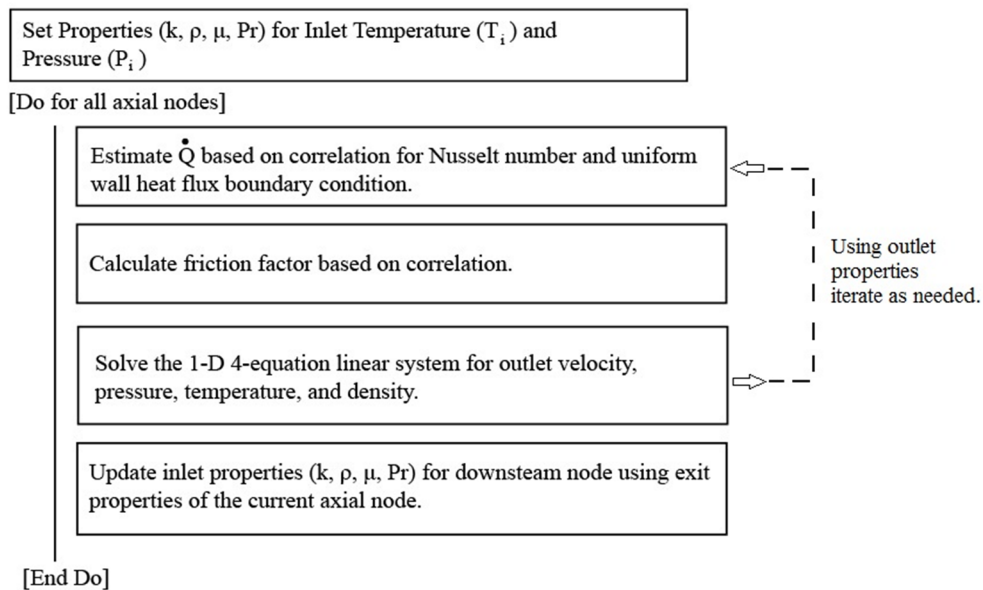 Set Properties (k, ρ, μ, Pr) for Inlet Temperature (Tᵢ) and
Pressure (Pᵢ)
[Do for all axial nodes]
Estimate Q̇ based on correlation for Nusselt number and uniform
wall heat flux boundary condition.
Calculate friction factor based on correlation.
Using outlet
properties
iterate as needed.
Solve the 1-D 4-equation linear system for outlet velocity,
pressure, temperature, and density.
Update inlet properties (k, ρ, μ, Pr) for downsteam node using exit
properties of the current axial node.
[End Do]